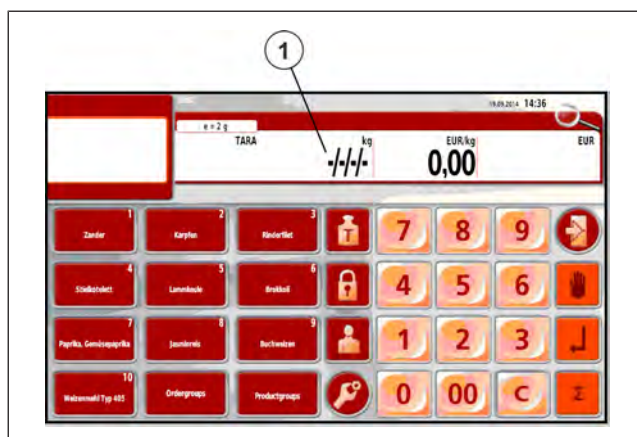 1
19.09.2014 14:36
e = 2 g
TARA kg EUR/kg EUR
-/-/-/- 0,00
1 2 3
Zander Karpfen Rinderfilet T 7 8 9
4 5 6
Stielkotelett Lammkeule Brokkoli 4 5 6
7 8 9
Paprika, Gemüsepaprika Jasminreis Buchweizen 1 2 3
10
Weizenmehl Typ 405 Ordergroups Productgroups 0 00 C Σ